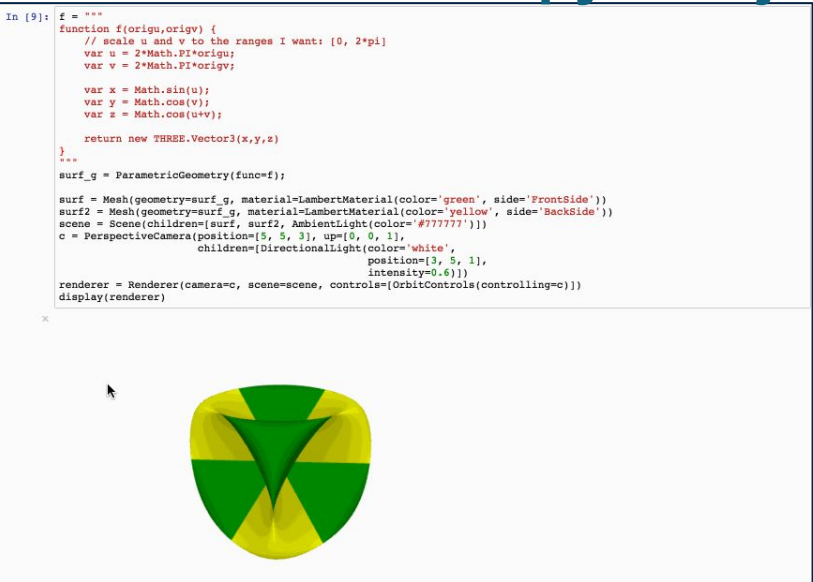 In [9]: f = """
function f(origu,origv) {
    // scale u and v to the ranges I want: [0, 2*pi]
    var u = 2*Math.PI*origu;
    var v = 2*Math.PI*origv;

    var x = Math.sin(u);
    var y = Math.cos(v);
    var z = Math.cos(u+v);

    return new THREE.Vector3(x,y,z)
}
"""
surf_g = ParametricGeometry(func=f);

surf = Mesh(geometry=surf_g, material=LambertMaterial(color='green', side='FrontSide'))
surf2 = Mesh(geometry=surf_g, material=LambertMaterial(color='yellow', side='BackSide'))
scene = Scene(children=[surf, surf2, AmbientLight(color='#777777')])
c = PerspectiveCamera(position=[5, 5, 3], up=[0, 0, 1],
                      children=[DirectionalLight(color='white',
                                                 position=[3, 5, 1],
                                                 intensity=0.6)])
renderer = Renderer(camera=c, scene=scene, controls=[OrbitControls(controlling=c)])
display(renderer)